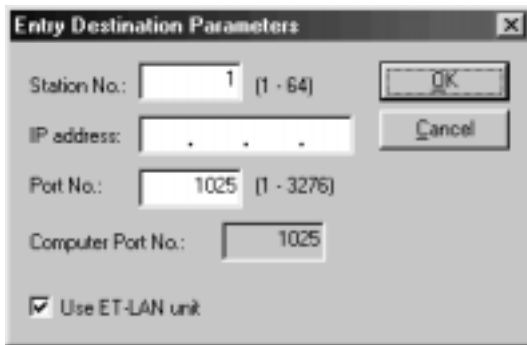 Entry Destination Parameters
Station No.: 1 (1 - 64)
OK
IP address: . . .
Cancel
Port No.: 1025 (1 - 3276)
Computer Port No.: 1025
Use ET-LAN unit